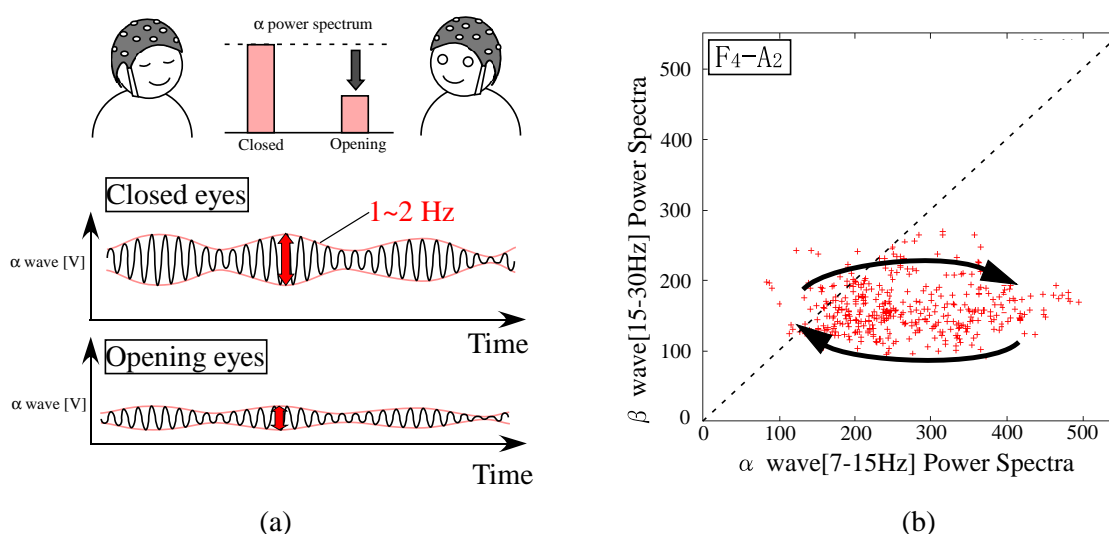 α power spectrum
Closed
Opening
Closed eyes
1~2 Hz
α wave [V]
Time
Opening eyes
α wave [V]
Time
(a)
F4-A2
500
400
300
200
100
0
β wave[15-30Hz] Power Spectra
0 100 200 300 400 500
α wave[7-15Hz] Power Spectra
(b)